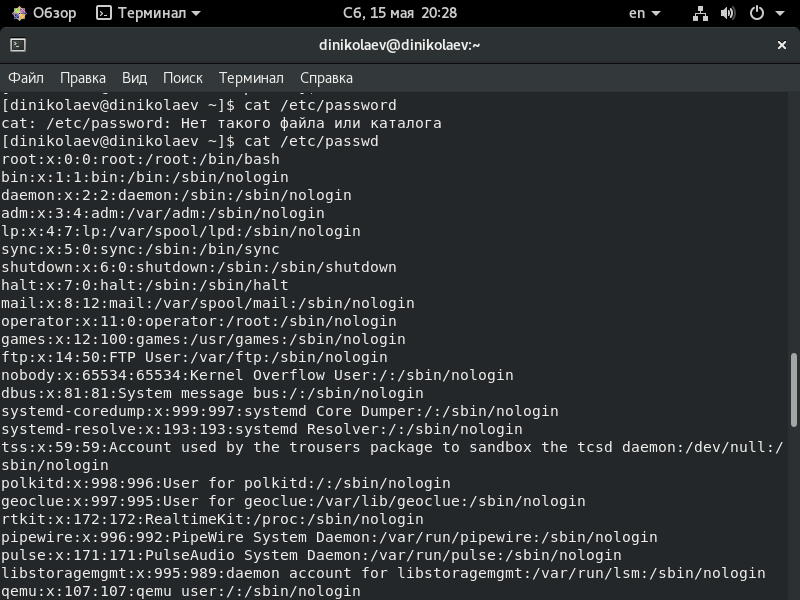 Обзор Терминал Сб, 15 мая 20:28 en
dinikolaev@dinikolaev:~
Файл Правка Вид Поиск Терминал Справка
[dinikolaev@dinikolaev ~]$ cat /etc/password
cat: /etc/password: Нет такого файла или каталога
[dinikolaev@dinikolaev ~]$ cat /etc/passwd
root:x:0:0:root:/root:/bin/bash
bin:x:1:1:bin:/bin:/sbin/nologin
daemon:x:2:2:daemon:/sbin:/sbin/nologin
adm:x:3:4:adm:/var/adm:/sbin/nologin
lp:x:4:7:lp:/var/spool/lpd:/sbin/nologin
sync:x:5:0:sync:/sbin:/bin/sync
shutdown:x:6:0:shutdown:/sbin:/sbin/shutdown
halt:x:7:0:halt:/sbin:/sbin/halt
mail:x:8:12:mail:/var/spool/mail:/sbin/nologin
operator:x:11:0:operator:/root:/sbin/nologin
games:x:12:100:games:/usr/games:/sbin/nologin
ftp:x:14:50:FTP User:/var/ftp:/sbin/nologin
nobody:x:65534:65534:Kernel Overflow User:/:/sbin/nologin
dbus:x:81:81:System message bus:/:/sbin/nologin
systemd-coredump:x:999:997:systemd Core Dumper:/:/sbin/nologin
systemd-resolve:x:193:193:systemd Resolver:/:/sbin/nologin
tss:x:59:59:Account used by the trousers package to sandbox the tcsd daemon:/dev/null:/
sbin/nologin
polkitd:x:998:996:User for polkitd:/:/sbin/nologin
geoclue:x:997:995:User for geoclue:/var/lib/geoclue:/sbin/nologin
rtkit:x:172:172:RealtimeKit:/proc:/sbin/nologin
pipewire:x:996:992:PipeWire System Daemon:/var/run/pipewire:/sbin/nologin
pulse:x:171:171:PulseAudio System Daemon:/var/run/pulse:/sbin/nologin
libstoragemgmt:x:995:989:daemon account for libstoragemgmt:/var/run/lsm:/sbin/nologin
qemu:x:107:107:qemu user:/:/sbin/nologin